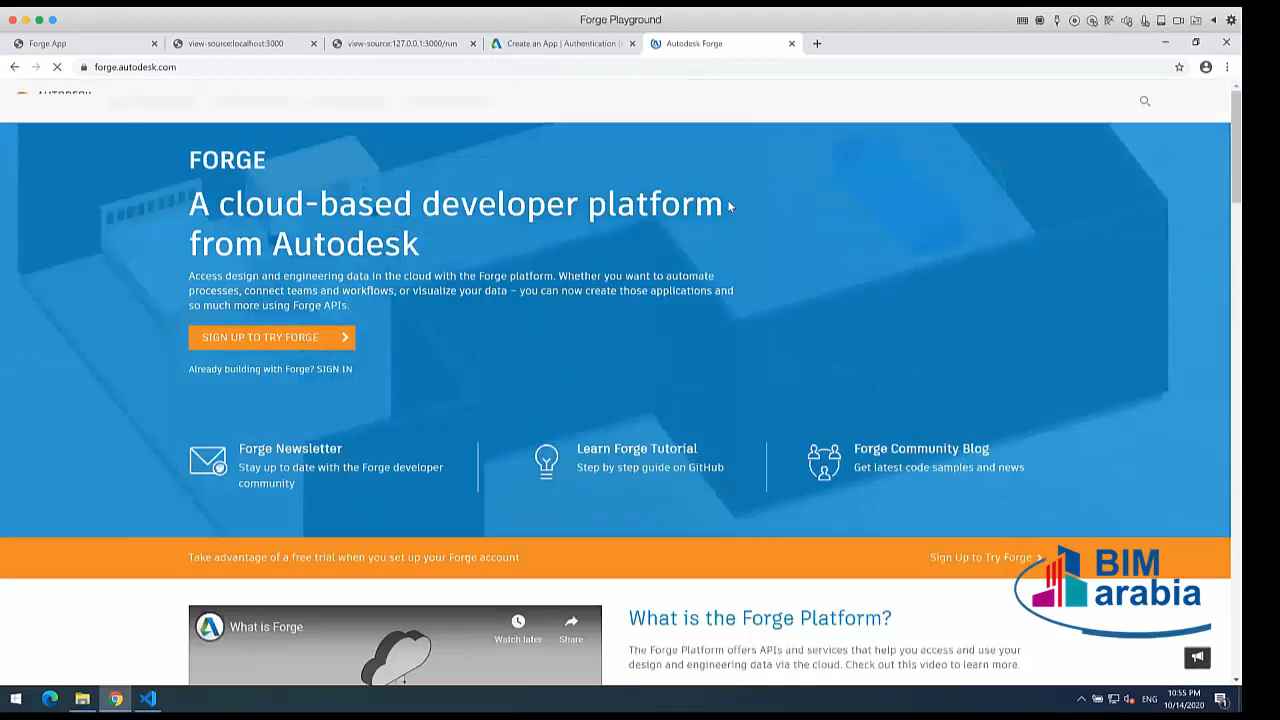 Forge Playground
Forge App
view-source:localhost:3000
view-source:127.0.0.1:3000/run
Create an App | Authentication |
Autodesk Forge
forge.autodesk.com
AUTODESK
FORGE
A cloud-based developer platform
from Autodesk
Access design and engineering data in the cloud with the Forge platform. Whether you want to automate
processes, connect teams and workflows, or visualize your data – you can now create those applications and
so much more using Forge APIs.
SIGN UP TO TRY FORGE
Already building with Forge? SIGN IN
Forge Newsletter
Stay up to date with the Forge developer
community
Learn Forge Tutorial
Step by step guide on GitHub
Forge Community Blog
Get latest code samples and news
Take advantage of a free trial when you set up your Forge account
Sign Up to Try Forge
BIM
arabia
What is Forge
Watch later
Share
What is the Forge Platform?
The Forge Platform offers APIs and services that help you access and use your
design and engineering data via the cloud. Check out this video to learn more.
ENG
10:55 PM
10/14/2020